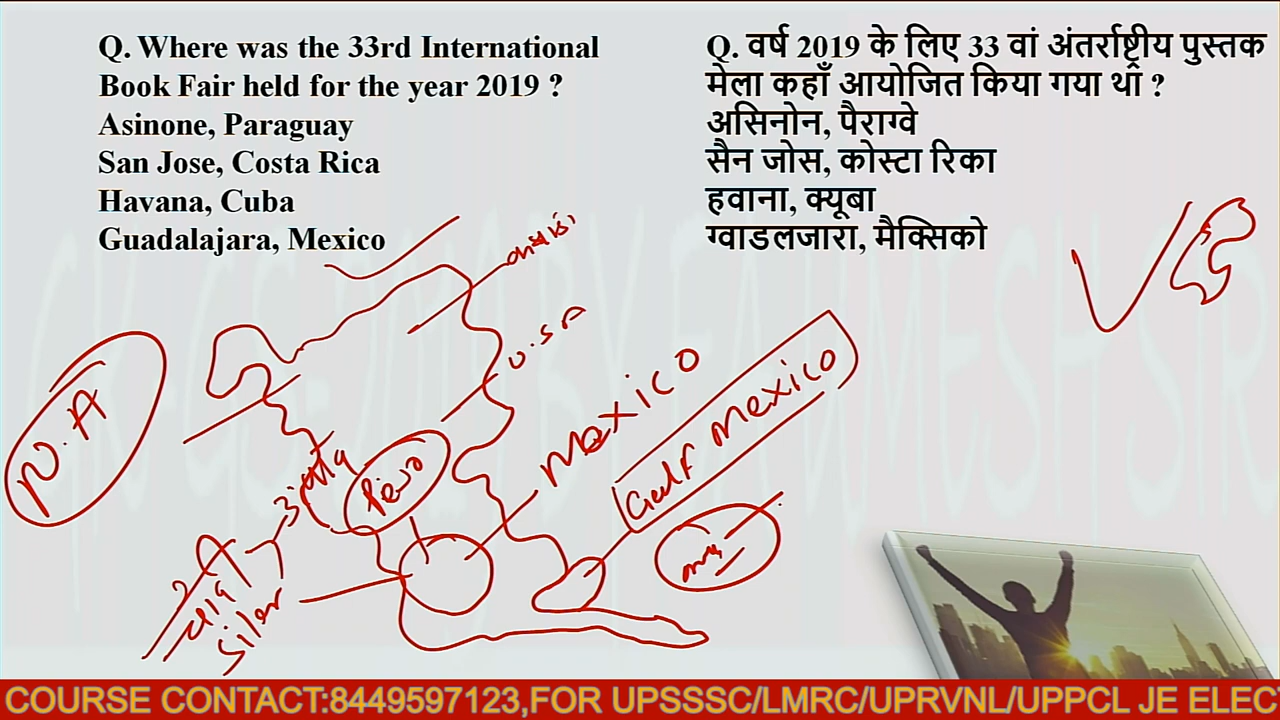 Q. Where was the 33rd International
Book Fair held for the year 2019 ?
Asinone, Paraguay
San Jose, Costa Rica
Havana, Cuba
Guadalajara, Mexico
Q. वर्ष 2019 के लिए 33 वां अंतर्राष्ट्रीय पुस्तक
मेला कहाँ आयोजित किया गया था ?
असिनोन, पैराग्वे
सैन जोस, कोस्टा रिका
हवाना, क्यूबा
ग्वाडलजारा, मैक्सिको
U.S.A
Mexico
Gulf Mexico
N.A
COURSE CONTACT:8449597123,FOR UPSSSC/LMRC/UPRVNL/UPPCL JE ELEC